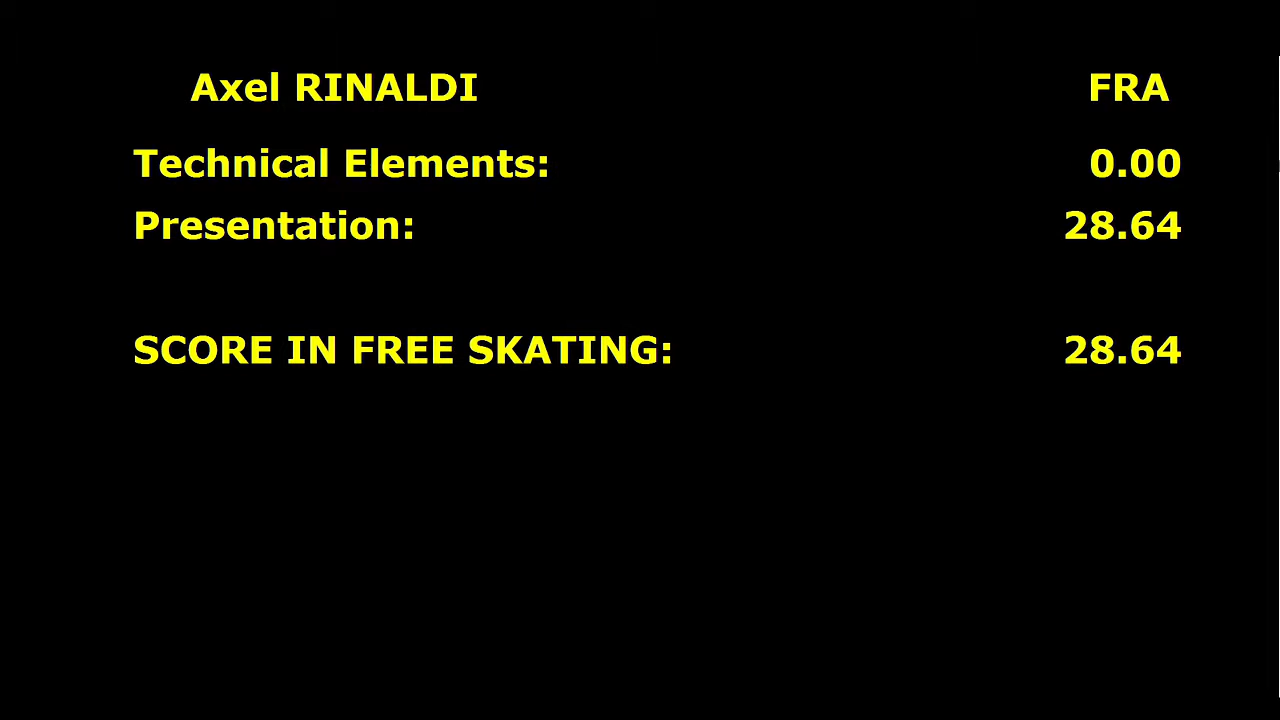 Axel RINALDI FRA
Technical Elements: 0.00
Presentation: 28.64
SCORE IN FREE SKATING: 28.64